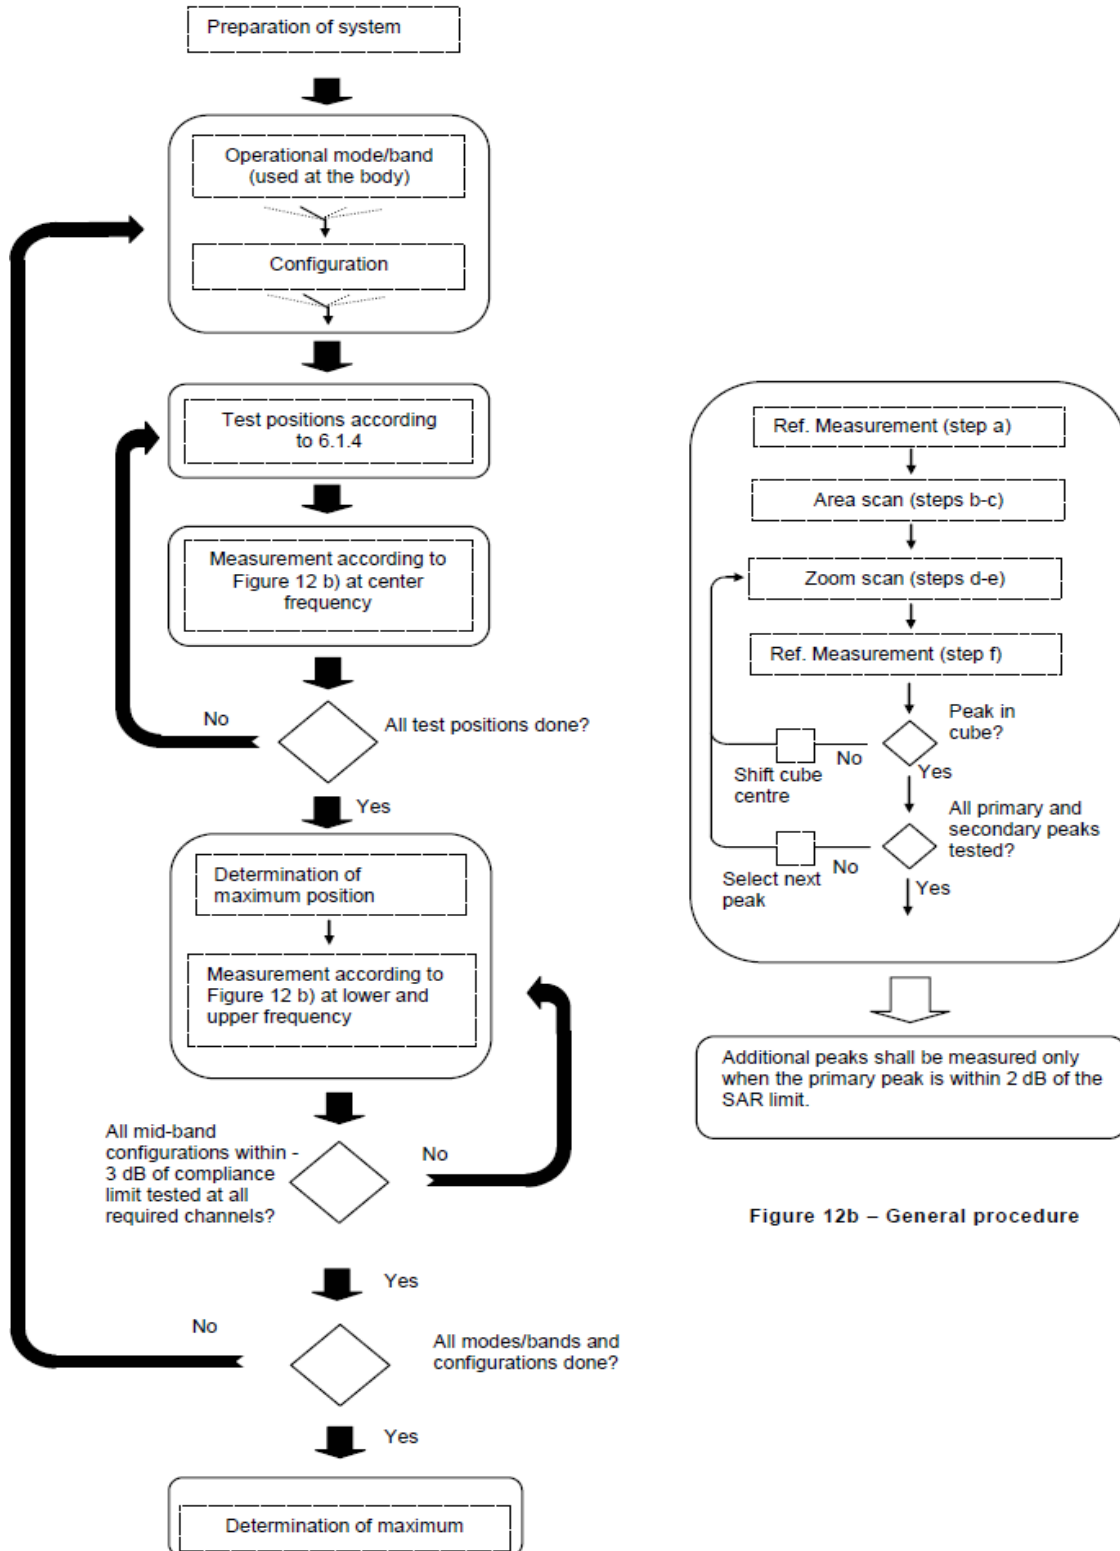 Preparation of system
Operational mode/band
(used at the body)
Configuration
Test positions according
to 6.1.4
Measurement according to
Figure 12 b) at center
frequency
No
All test positions done?
Yes
Determination of
maximum position
Measurement according to
Figure 12 b) at lower and
upper frequency
All mid-band
configurations within -
3 dB of compliance
limit tested at all
required channels?
No
Yes
No
All modes/bands and
configurations done?
Yes
Determination of maximum
Ref. Measurement (step a)
Area scan (steps b-c)
Zoom scan (steps d-e)
Ref. Measurement (step f)
Peak in
cube?
No
Yes
Shift cube
centre
All primary and
secondary peaks
tested?
No
Yes
Select next
peak
Additional peaks shall be measured only
when the primary peak is within 2 dB of the
SAR limit.
Figure 12b – General procedure